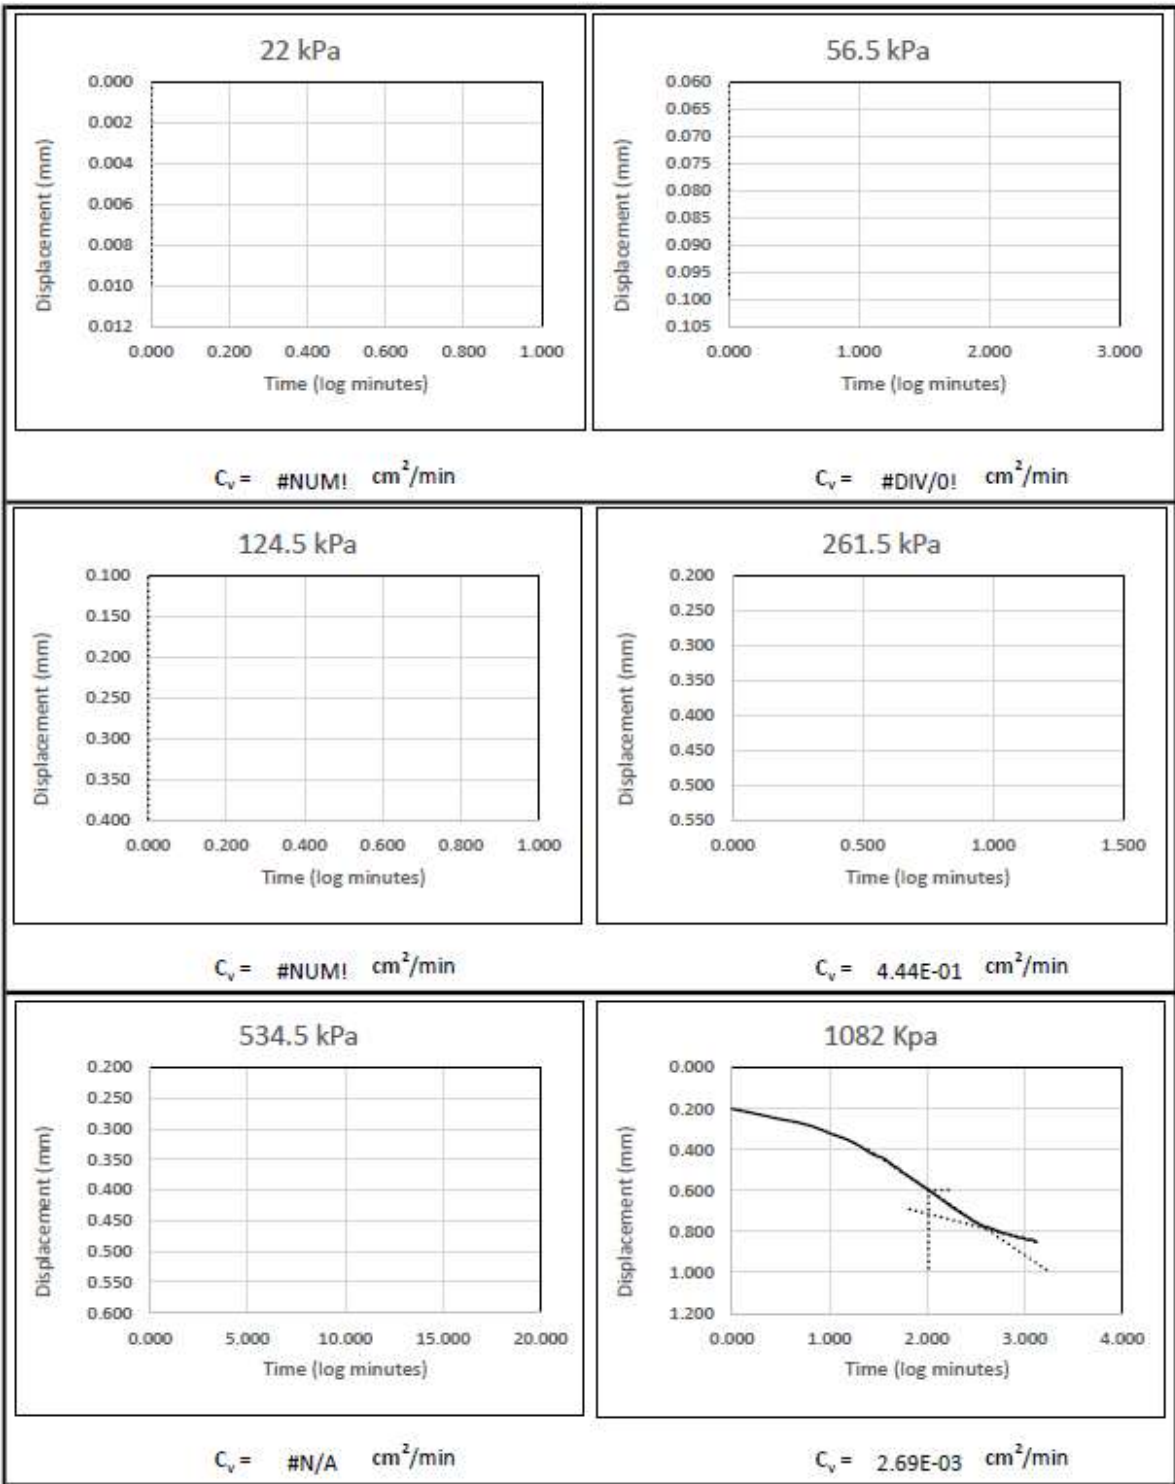 22 kPa
0.000
0.002
0.004
0.006
0.008
0.010
0.012
Displacement (mm)
0.000 0.200 0.400 0.600 0.800 1.000
Time (log minutes)
Cv = #NUM! cm²/min
56.5 kPa
0.060
0.065
0.070
0.075
0.080
0.085
0.090
0.095
0.100
0.105
Displacement (mm)
0.000 1.000 2.000 3.000
Time (log minutes)
Cv = #DIV/0! cm²/min
124.5 kPa
0.100
0.150
0.200
0.250
0.300
0.350
0.400
Displacement (mm)
0.000 0.200 0.400 0.600 0.800 1.000
Time (log minutes)
Cv = #NUM! cm²/min
261.5 kPa
0.200
0.250
0.300
0.350
0.400
0.450
0.500
0.550
Displacement (mm)
0.000 0.500 1.000 1.500
Time (log minutes)
Cv = 4.44E-01 cm²/min
534.5 kPa
0.200
0.250
0.300
0.350
0.400
0.450
0.500
0.550
0.600
Displacement (mm)
0.000 5.000 10.000 15.000 20.000
Time (log minutes)
Cv = #N/A cm²/min
1082 Kpa
0.000
0.200
0.400
0.600
0.800
1.000
1.200
Displacement (mm)
0.000 1.000 2.000 3.000 4.000
Time (log minutes)
Cv = 2.69E-03 cm²/min